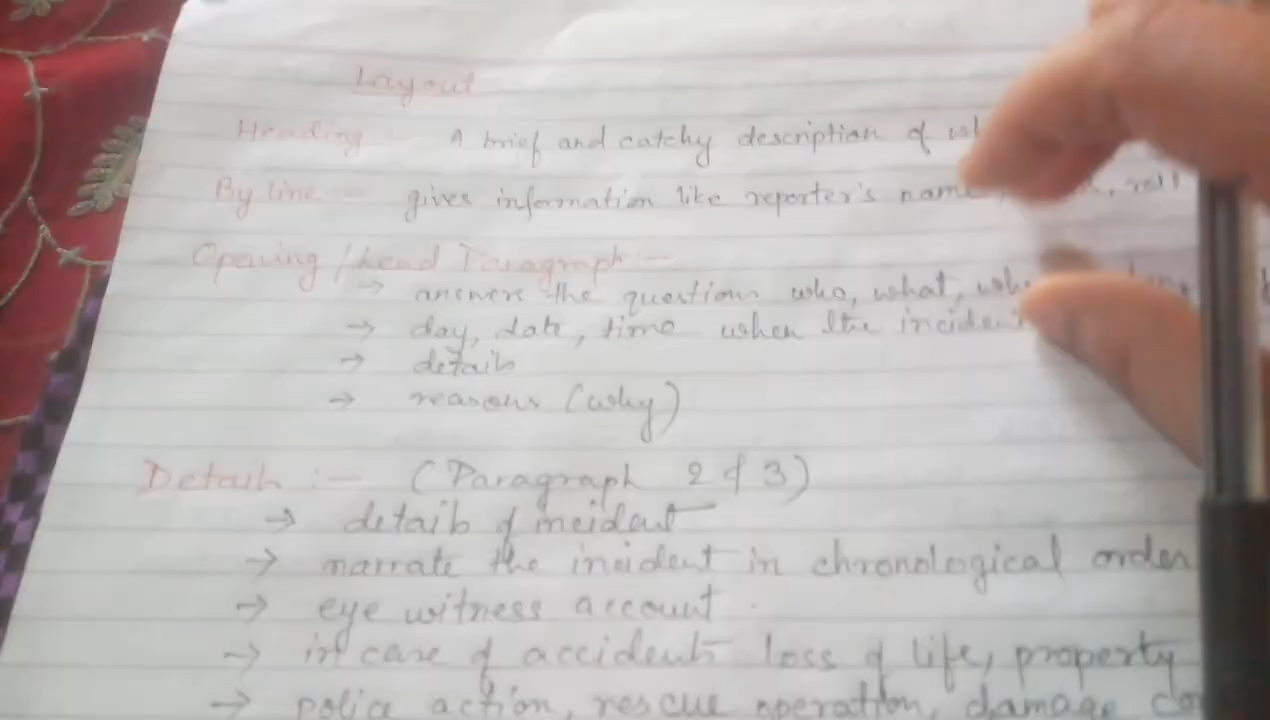 Layout
Heading A brief and catchy description of
By line gives information like reporter's name
Opening / head Paragraph :-
→ answers the question who, what,
→ day, date, time when the incident
→ details
→ reasons (why)
Details :- (Paragraph 2 & 3)
→ details of incident
→ narrate the incident in chronological order
→ eye witness account
→ in case of accidents loss of life, property
→ police action, rescue operation, damage